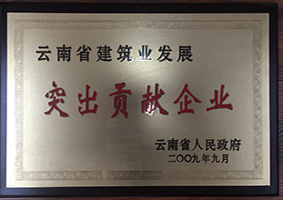 云南省建筑业发展
突出贡献企业
云南省人民政府
二〇〇九年九月